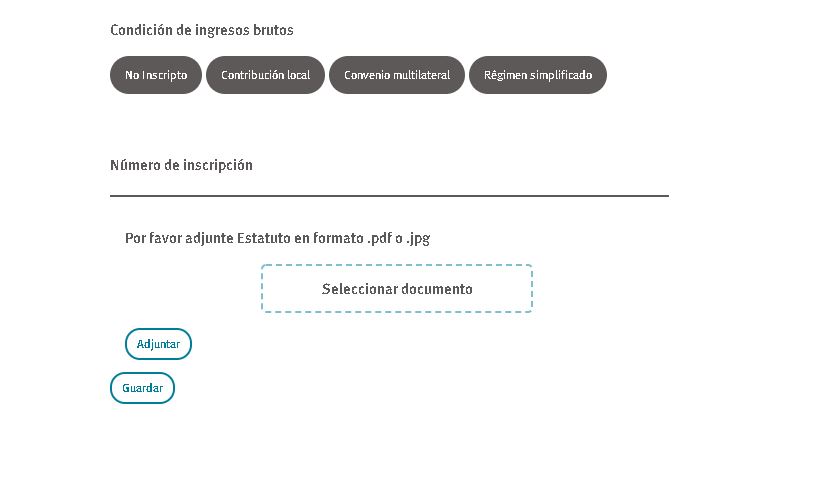 Condición de ingresos brutos
No Inscripto Contribución local Convenio multilateral Régimen simplificado
Número de inscripción
Por favor adjunte Estatuto en formato .pdf o .jpg
Seleccionar documento
Adjuntar
Guardar